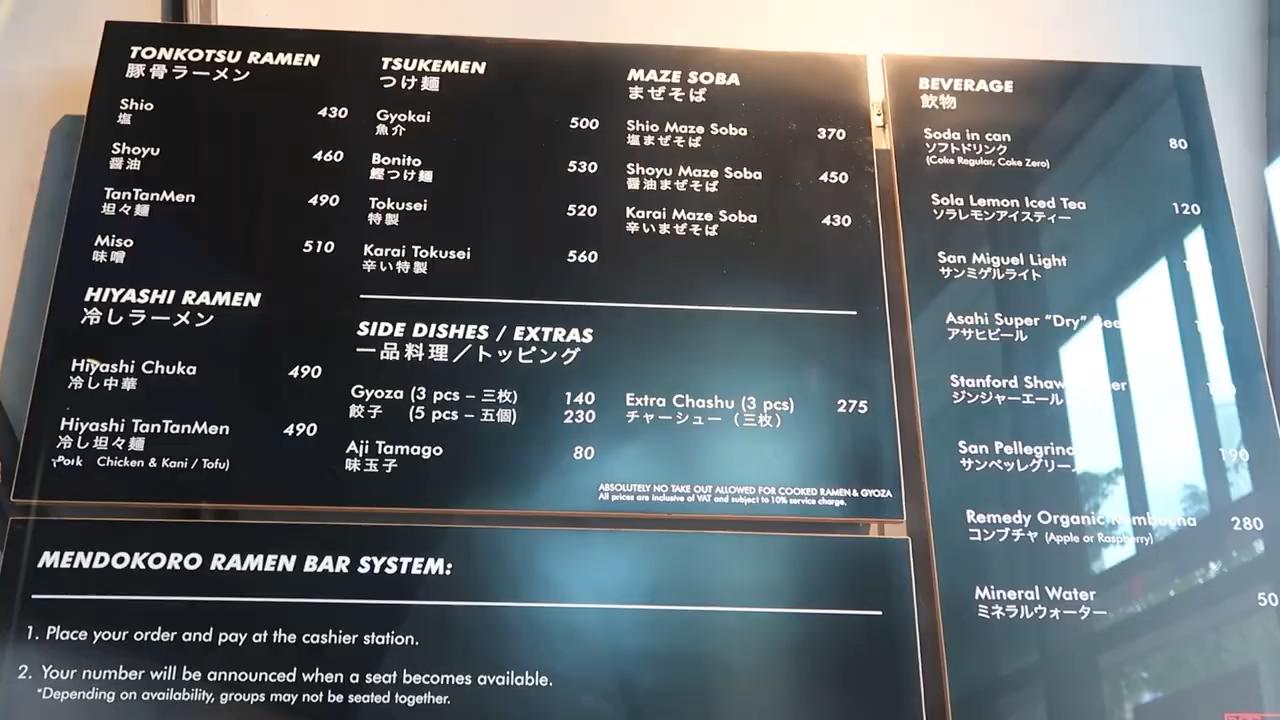 TONKOTSU RAMEN
豚骨ラーメン
Shio 430
塩
Shoyu 460
醤油
TanTanMen 490
坦々麺
Miso 510
味噌
HIYASHI RAMEN
冷しラーメン
Hiyashi Chuka 490
冷し中華
Hiyashi TanTanMen 490
冷し坦々麺
(Pork Chicken & Kani / Tofu)
TSUKEMEN
つけ麺
Gyokai 500
魚介
Bonito 530
鰹つけ麺
Tokusei 520
特製
Karai Tokusei 560
辛い特製
MAZE SOBA
まぜそば
Shio Maze Soba 370
塩まぜそば
Shoyu Maze Soba 450
醤油まぜそば
Karai Maze Soba 430
辛いまぜそば
SIDE DISHES / EXTRAS
一品料理／トッピング
Gyoza (3 pcs – 三枚) 140
餃子 (5 pcs – 五個) 230
Aji Tamago 80
味玉子
Extra Chashu (3 pcs) 275
チャーシュー（三枚）
ABSOLUTELY NO TAKE OUT ALLOWED FOR COOKED RAMEN & GYOZA
All prices are inclusive of VAT and subject to 10% service charge.
BEVERAGE
飲物
Soda in can 80
ソフトドリンク
(Coke Regular, Coke Zero)
Sola Lemon Iced Tea 120
ソラレモンアイスティー
San Miguel Light
サンミゲルライト
Asahi Super "Dry" Beer
アサヒビール
Stanford Shaw
ジンジャーエール
San Pellegrino 190
サンペッレグリーノ
Remedy Organic Kombucha 280
コンブチャ (Apple or Raspberry)
Mineral Water 50
ミネラルウォーター
MENDOKORO RAMEN BAR SYSTEM:
1. Place your order and pay at the cashier station.
2. Your number will be announced when a seat becomes available.
*Depending on availability, groups may not be seated together.